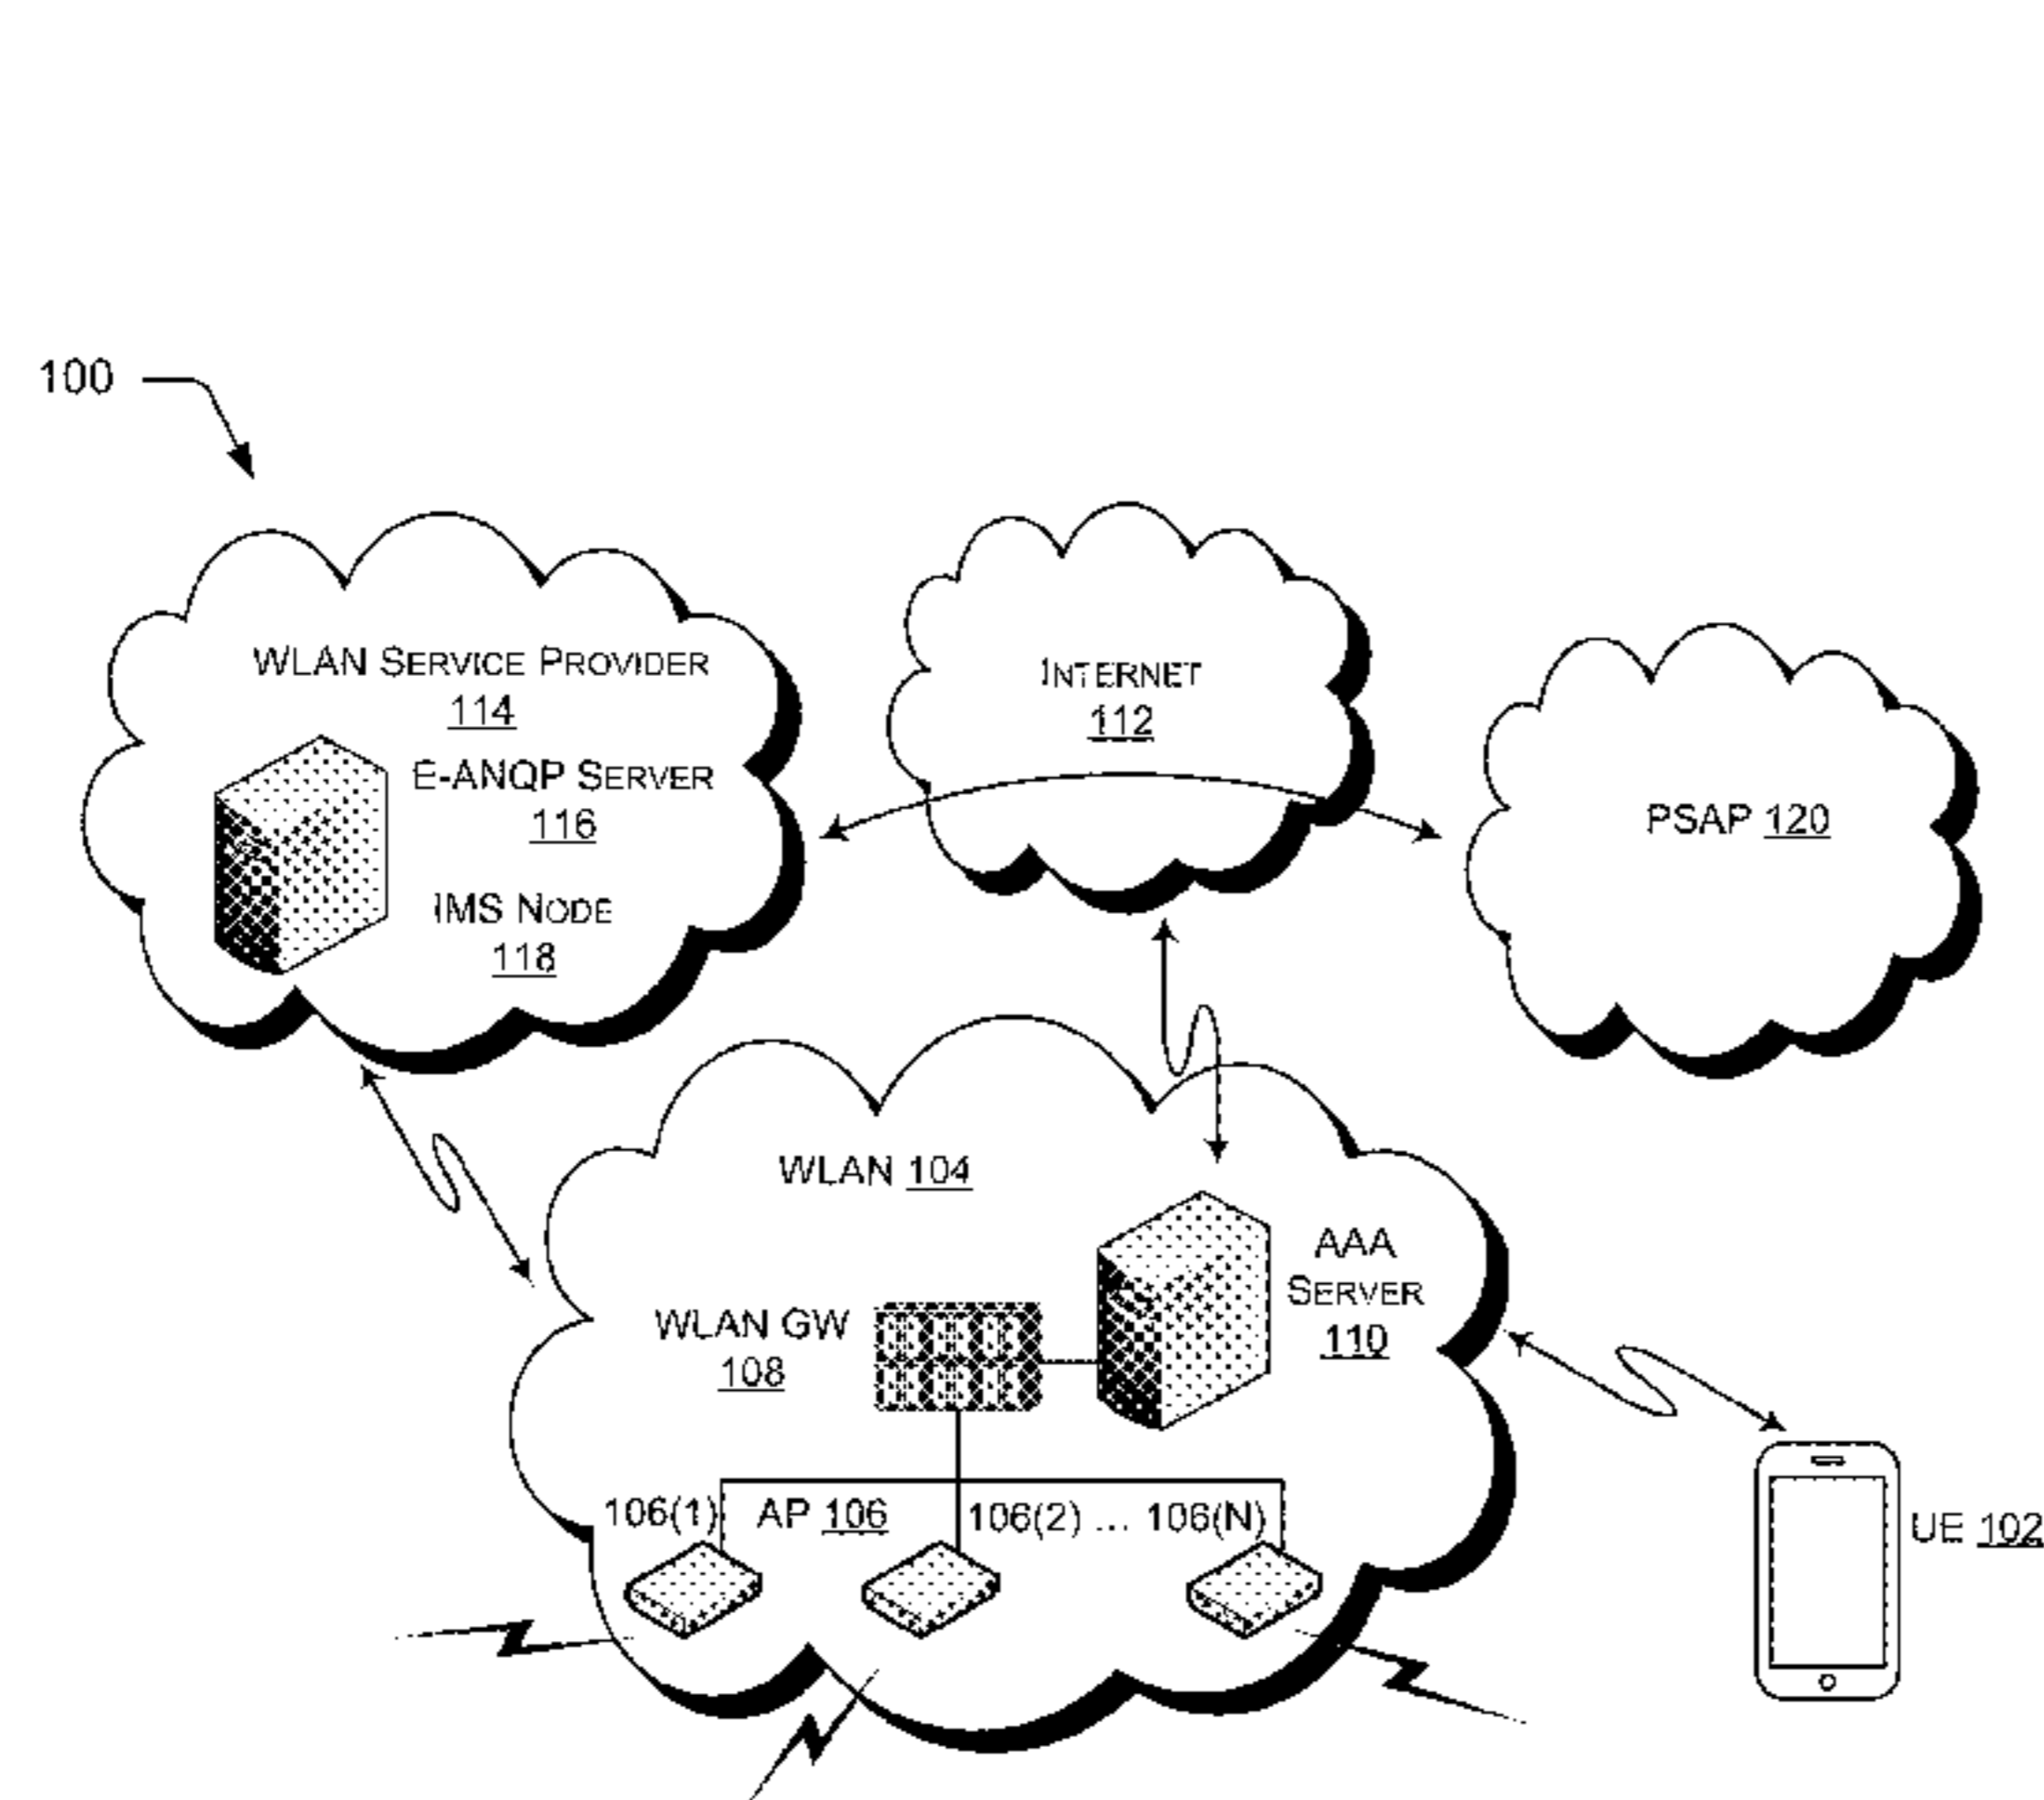 100
WLAN SERVICE PROVIDER
114
E-ANQP SERVER
116
IMS NODE
118
INTERNET
112
PSAP 120
WLAN 104
AAA
SERVER
110
WLAN GW
108
106(1) AP 106 106(2) ... 106(N)
UE 102